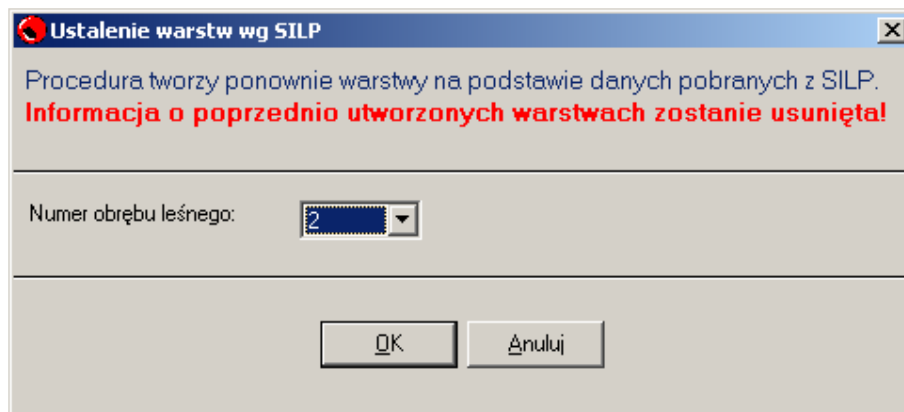 Ustalenie warstw wg SILP
Procedura tworzy ponownie warstwy na podstawie danych pobranych z SILP.
Informacja o poprzednio utworzonych warstwach zostanie usunięta!
Numer obrębu leśnego: 2
OK Anuluj